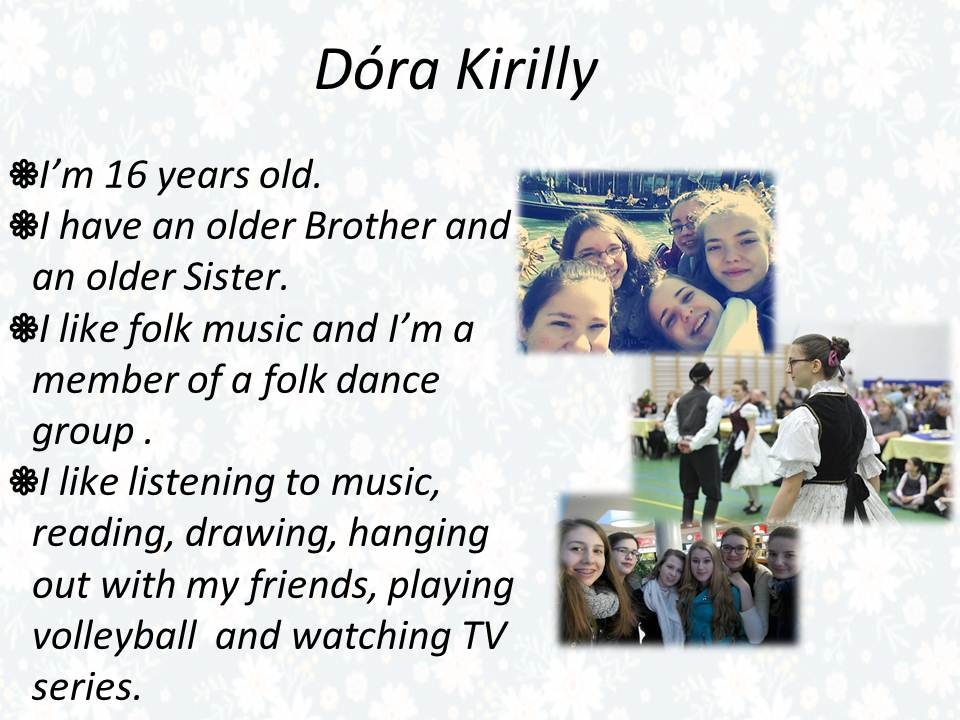 Dóra Kirilly
I’m 16 years old.
I have an older Brother and
an older Sister.
I like folk music and I’m a
member of a folk dance
group .
I like listening to music,
reading, drawing, hanging
out with my friends, playing
volleyball  and watching TV
series.